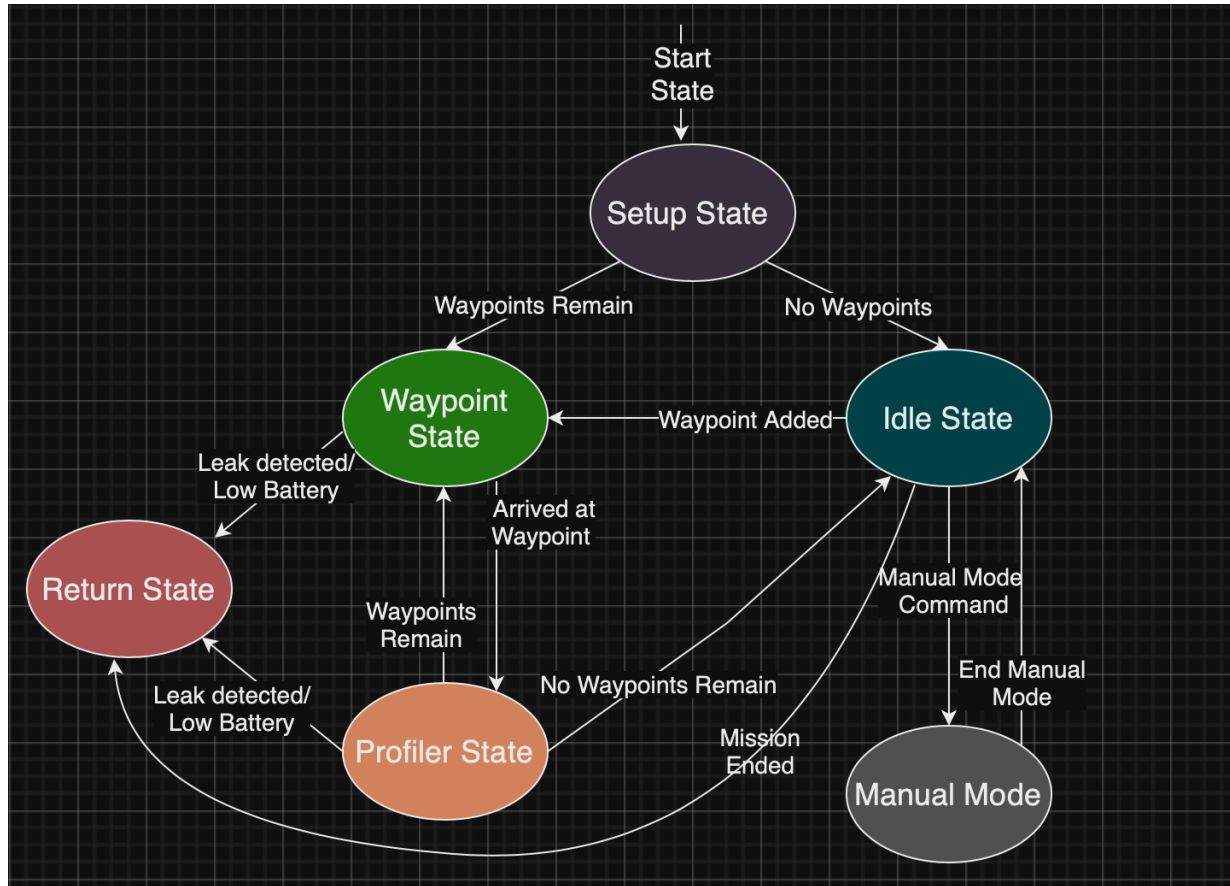 Start
State
Setup State
Waypoints Remain
No Waypoints
Waypoint
State
Waypoint Added
Idle State
Leak detected/
Low Battery
Arrived at
Waypoint
Return State
Manual Mode
Command
Waypoints
Remain
No Waypoints Remain
End Manual
Mode
Leak detected/
Low Battery
Profiler State
Mission
Ended
Manual Mode